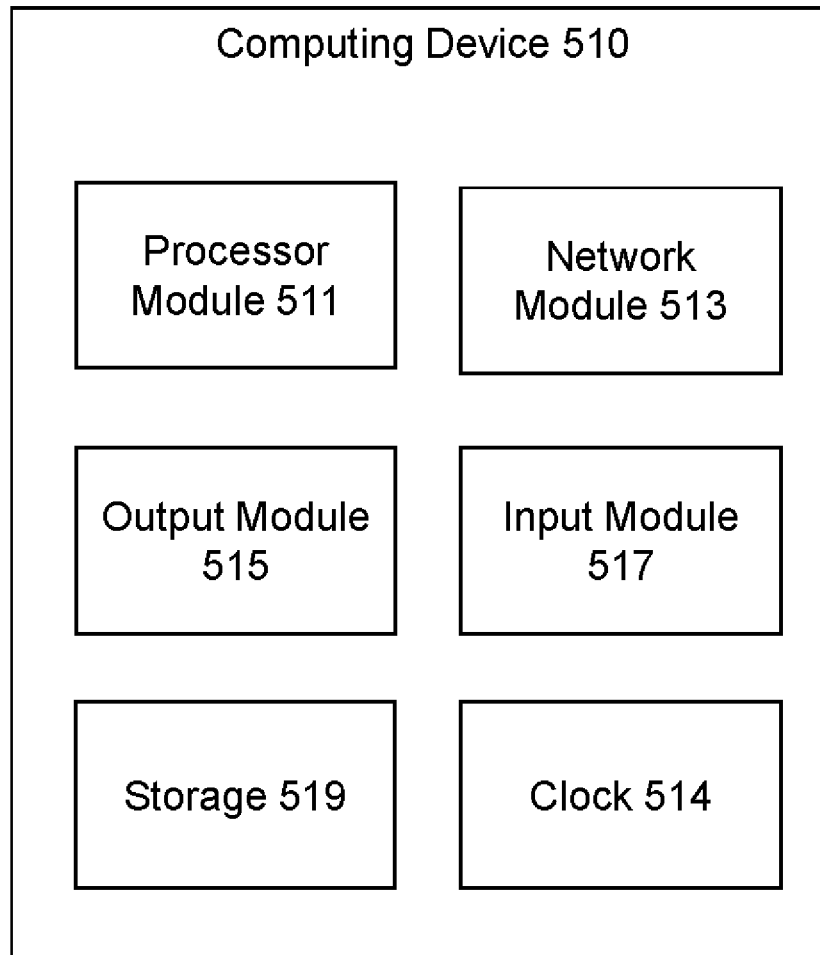 Computing Device 510
Processor
Module 511
Network
Module 513
Output Module
515
Input Module
517
Storage 519
Clock 514